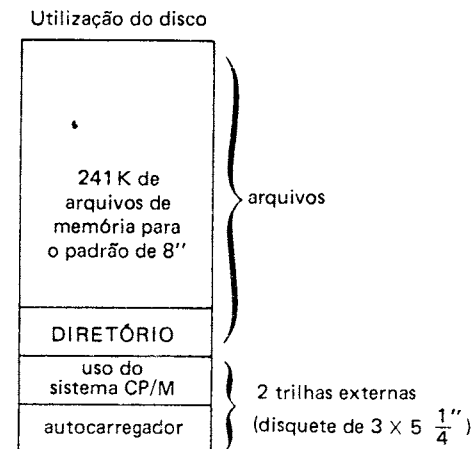 Utilização do disco
241 K de
arquivos de
memória para
o padrão de 8''
arquivos
DIRETÓRIO
uso do
sistema CP/M
autocarregador
2 trilhas externas
(disquete de 3 X 5 1/4'')